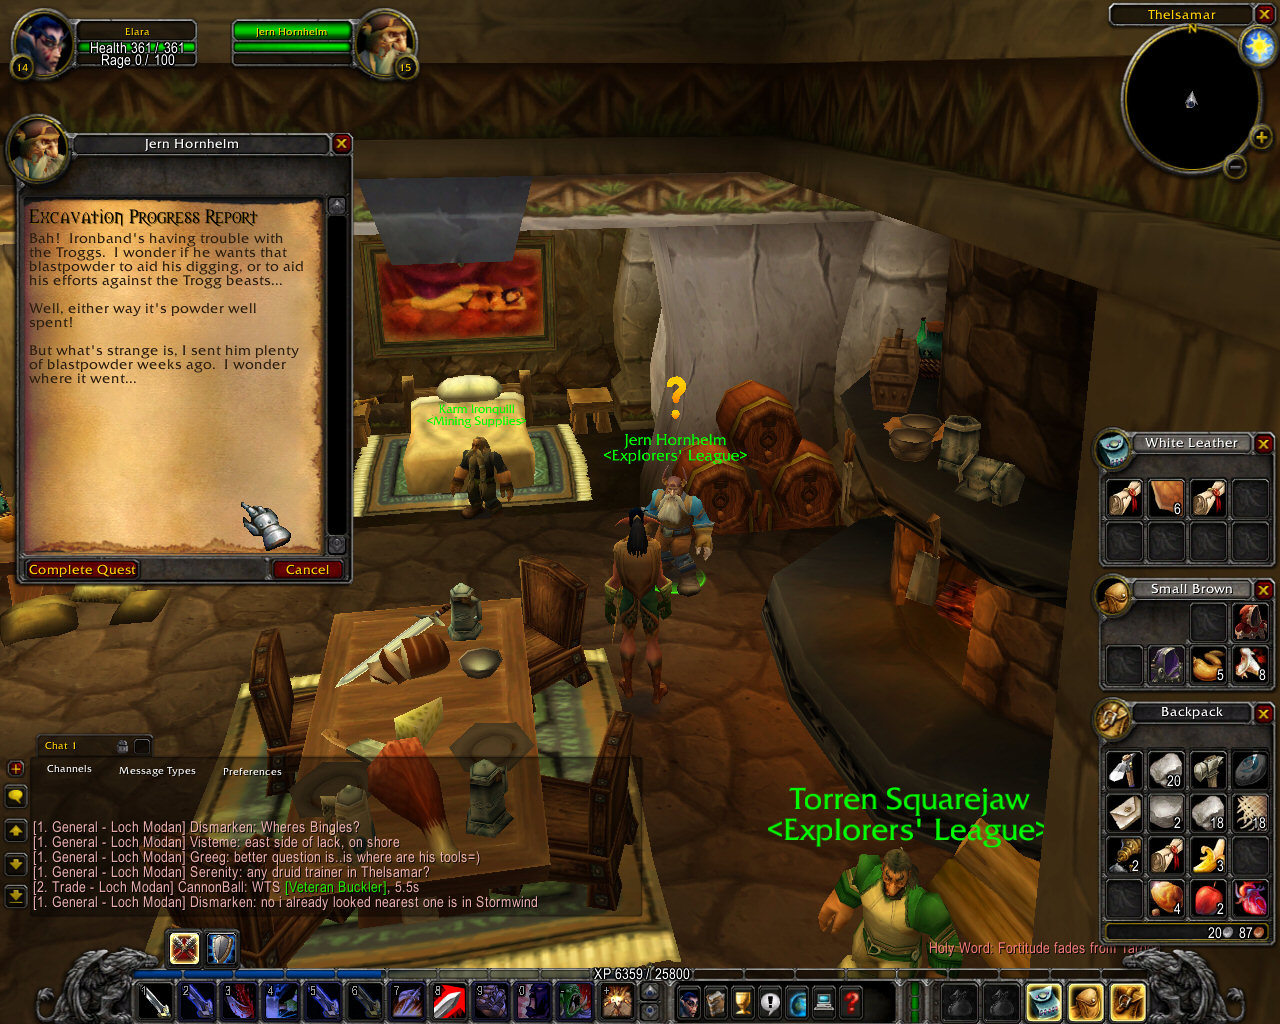 Elara
Health 361 / 361
Rage 0 / 100
14
Jern Hornhelm
15
Thelsamar
N
Jern Hornhelm
Excavation Progress Report
Bah! Ironband's having trouble with
the Troggs. I wonder if he wants that
blastpowder to aid his digging, or to aid
his efforts against the Trogg beasts...
Well, either way it's powder well
spent!
But what's strange is, I sent him plenty
of blastpowder weeks ago. I wonder
where it went...
Complete Quest
Cancel
Karm Ironquill
<Mining Supplies>
Jern Hornhelm
<Explorers' League>
White Leather
6
Small Brown
5
8
Backpack
20
2
18
18
2
3
4
2
20
87
Torren Squarejaw
<Explorers' League>
Chat 1
Channels
Message Types
Preferences
[1. General - Loch Modan] Dismarken: Wheres Bingles?
[1. General - Loch Modan] Visteme: east side of lack, on shore
[1. General - Loch Modan] Greeg: better question is..is where are his tools=)
[1. General - Loch Modan] Serenity: any druid trainer in Thelsamar?
[2. Trade - Loch Modan] CannonBall: WTS [Veteran Buckler], 5.5s
[1. General - Loch Modan] Dismarken: no i already looked nearest one is in Stormwind
Holy Word: Fortitude fades from
XP 6359 / 25800
1
2
3
4
5
6
7
8
9
0
-
+